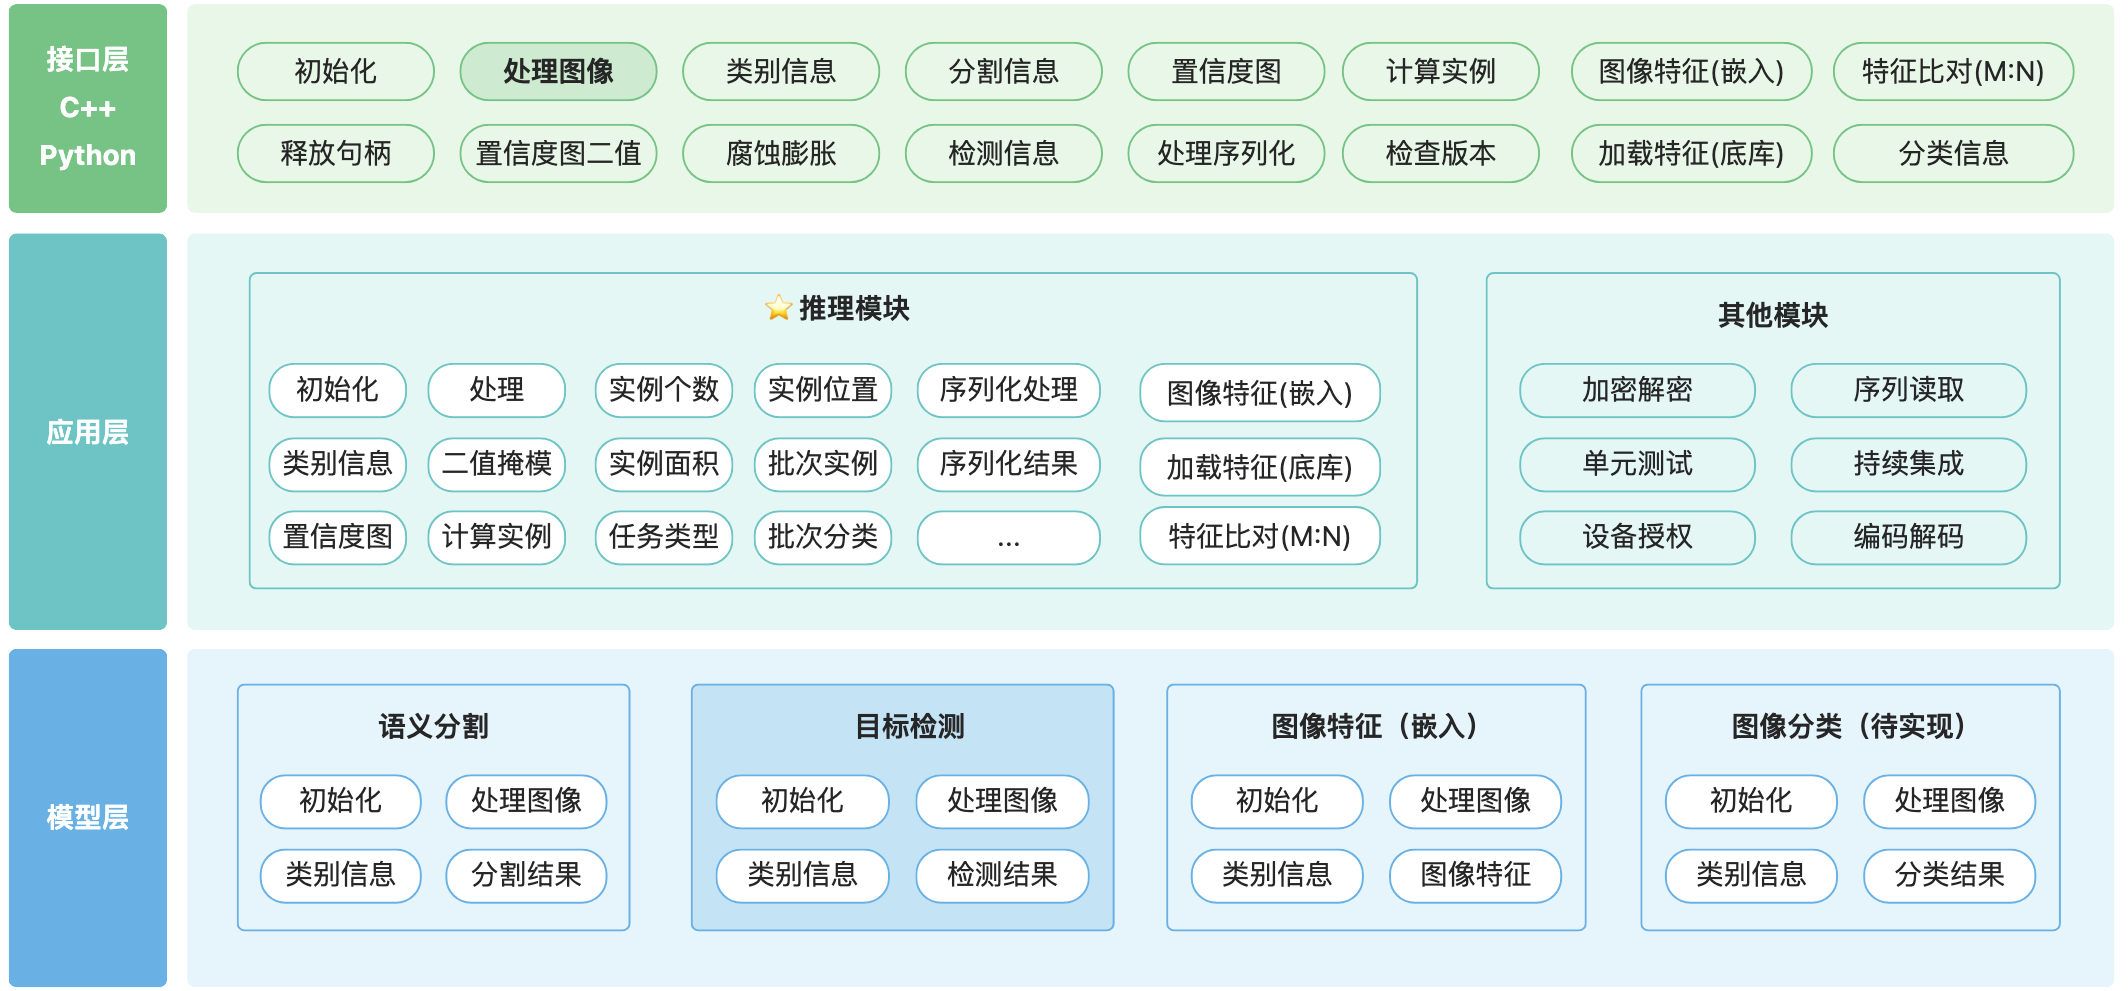 接口层
C++
Python
初始化
处理图像
类别信息
分割信息
置信度图
计算实例
图像特征(嵌入)
特征比对(M:N)
释放句柄
置信度图二值
腐蚀膨胀
检测信息
处理序列化
检查版本
加载特征(底库)
分类信息
应用层
⭐推理模块
初始化
处理
实例个数
实例位置
序列化处理
图像特征(嵌入)
类别信息
二值掩模
实例面积
批次实例
序列化结果
加载特征(底库)
置信度图
计算实例
任务类型
批次分类
...
特征比对(M:N)
其他模块
加密解密
序列读取
单元测试
持续集成
设备授权
编码解码
模型层
语义分割
初始化
处理图像
类别信息
分割结果
目标检测
初始化
处理图像
类别信息
检测结果
图像特征（嵌入）
初始化
处理图像
类别信息
图像特征
图像分类（待实现）
初始化
处理图像
类别信息
分类结果